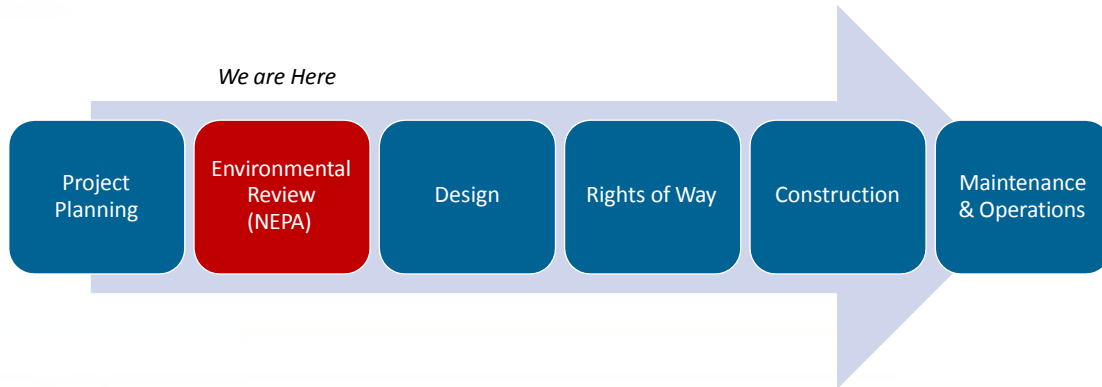 We are Here
Project
Planning
Environmental
Review
(NEPA)
Design
Rights of Way
Construction
Maintenance
& Operations